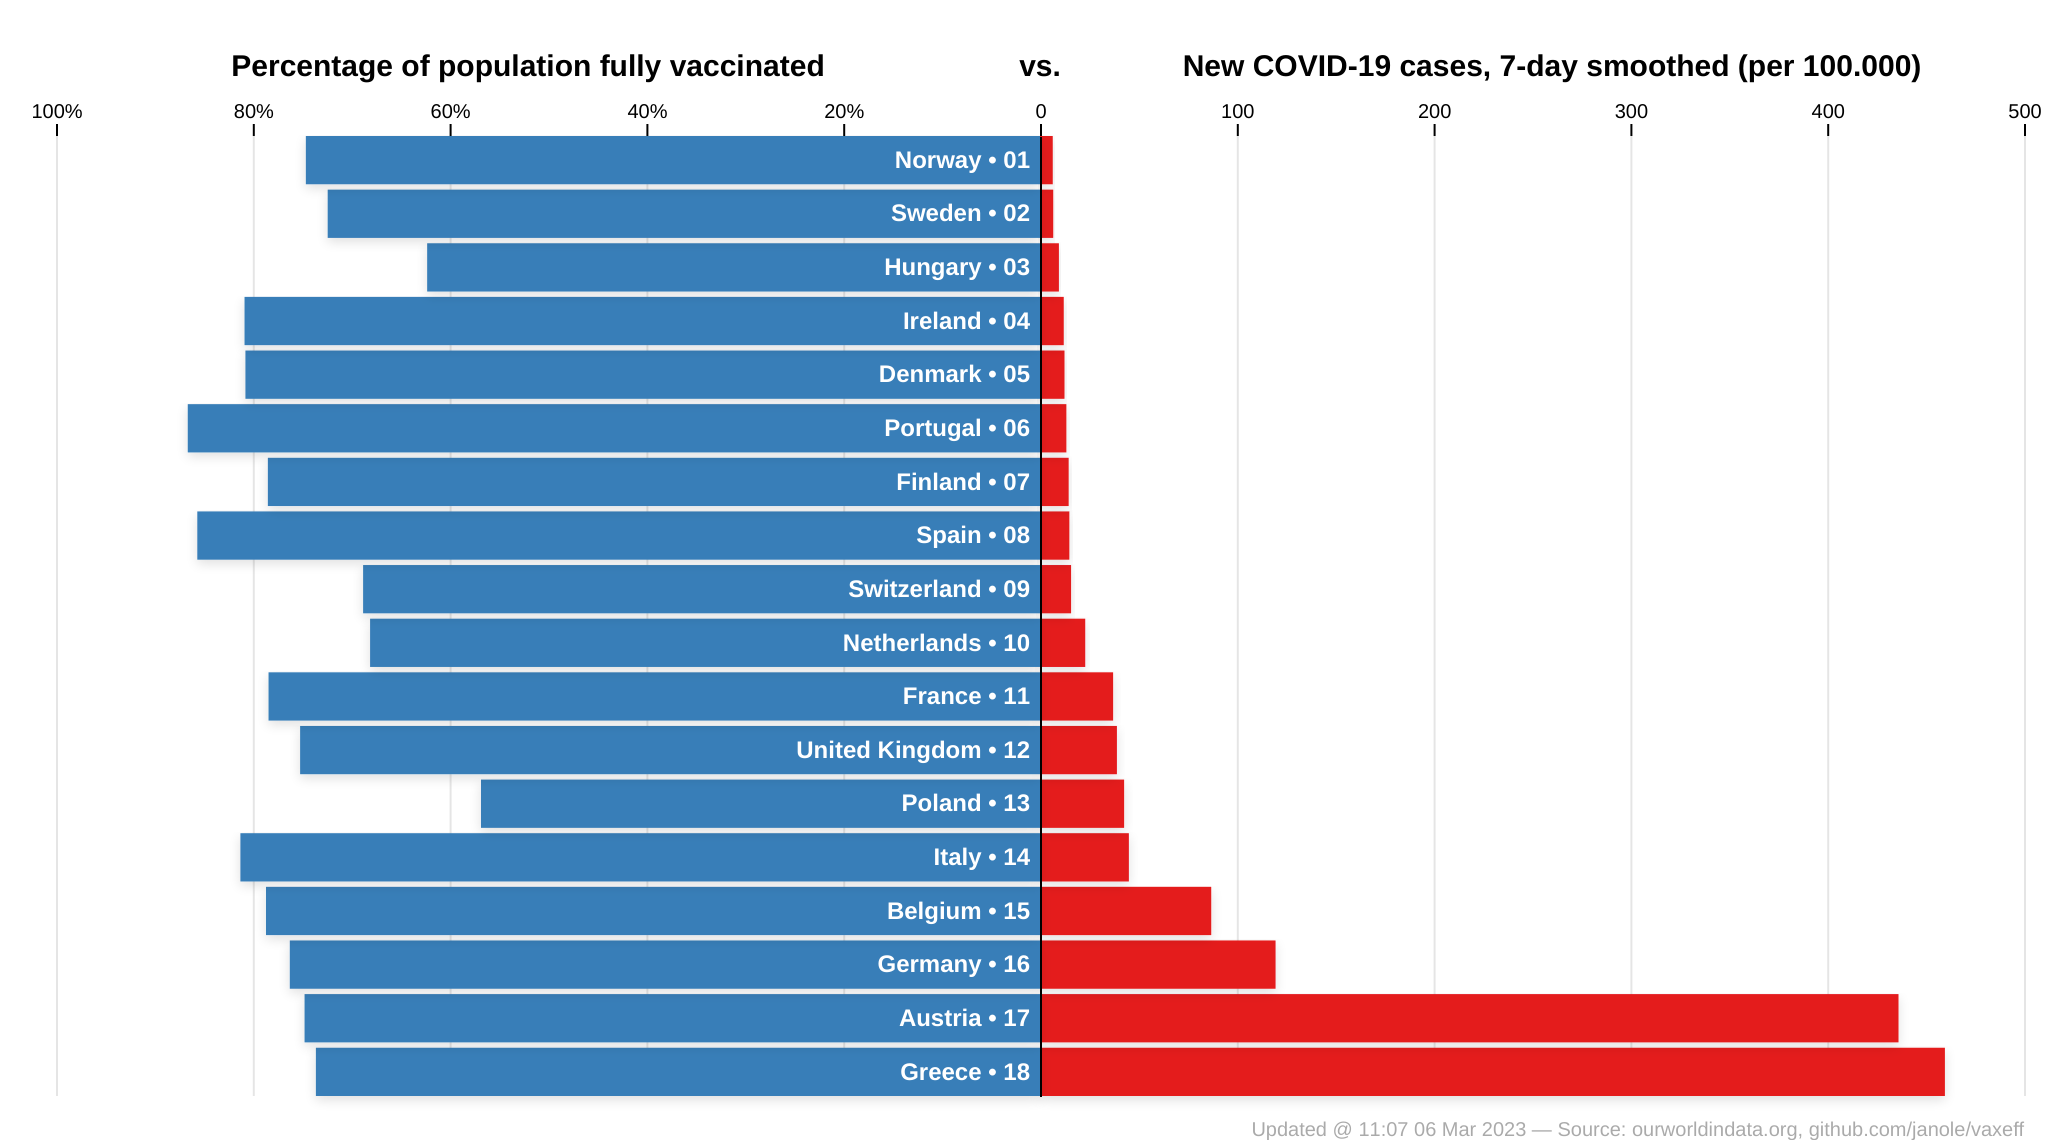 Percentage of population fully vaccinated vs. New COVID-19 cases, 7-day smoothed (per 100.000)
100% 80% 60% 40% 20% 0 100 200 300 400 500
Norway • 01
Sweden • 02
Hungary • 03
Ireland • 04
Denmark • 05
Portugal • 06
Finland • 07
Spain • 08
Switzerland • 09
Netherlands • 10
France • 11
United Kingdom • 12
Poland • 13
Italy • 14
Belgium • 15
Germany • 16
Austria • 17
Greece • 18
Updated @ 11:07 06 Mar 2023 — Source: ourworldindata.org, github.com/janole/vaxeff